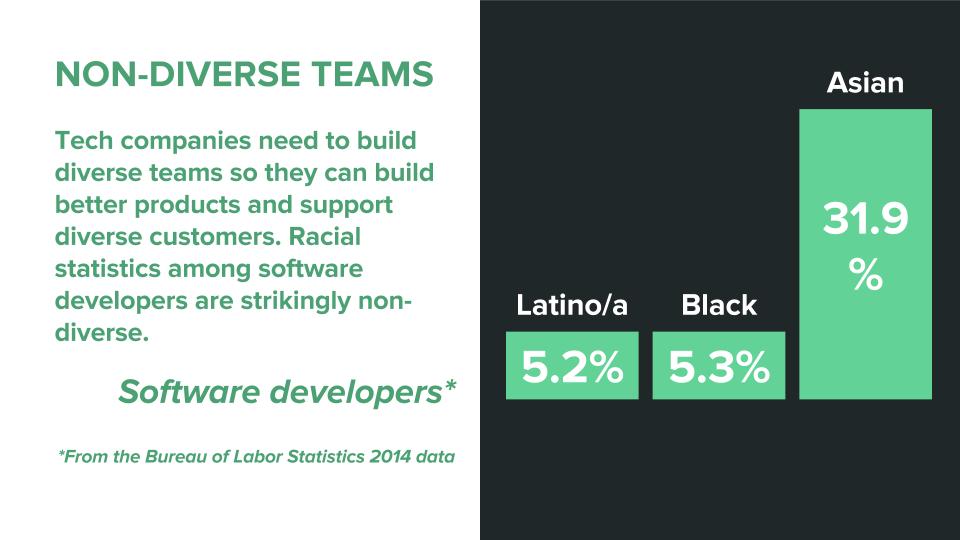 NON-DIVERSE TEAMS
Tech companies need to build
diverse teams so they can build
better products and support
diverse customers. Racial
statistics among software
developers are strikingly non-
diverse.
Software developers*
*From the Bureau of Labor Statistics 2014 data
Latino/a
5.2%
Black
5.3%
Asian
31.9
%